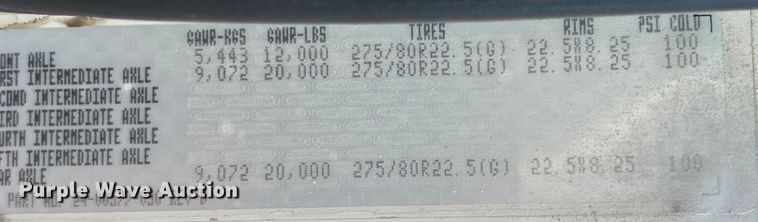 GAWR-KGS GAWR-LBS TIRES RIMS PSI COLD
ONT AXLE 5,443 12,000 275/80R22.5(G) 22.5X8.25 100
RST INTERMEDIATE AXLE 9,072 20,000 275/80R22.5(G) 22.5X8.25 100
COND INTERMEDIATE AXLE
IRD INTERMEDIATE AXLE
URTH INTERMEDIATE AXLE
FTH INTERMEDIATE AXLE
AR AXLE 9,072 20,000 275/80R22.5(G) 22.5X8.25 100
Purple Wave Auction
PART NO.